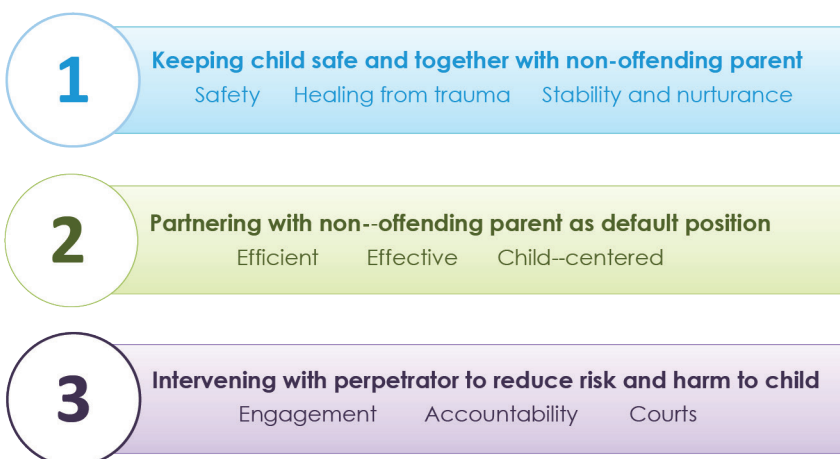 1
Keeping child safe and together with non-offending parent
Safety Healing from trauma Stability and nurturance
2
Partnering with non--offending parent as default position
Efficient Effective Child--centered
3
Intervening with perpetrator to reduce risk and harm to child
Engagement Accountability Courts